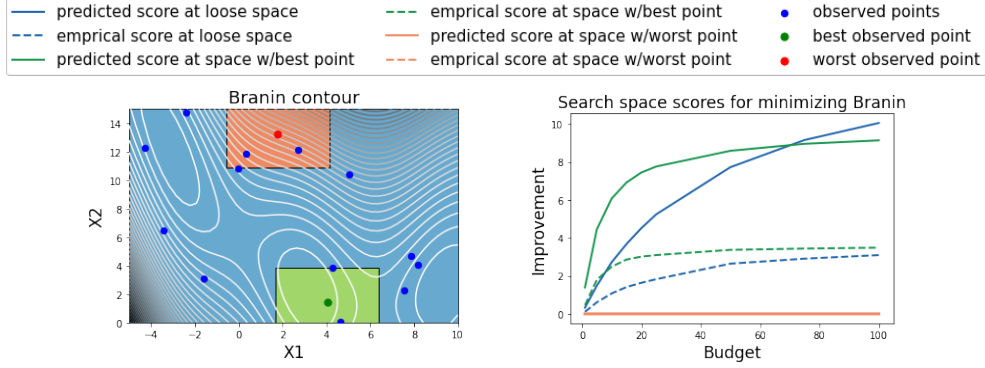 predicted score at loose space
emprical score at loose space
predicted score at space w/best point
emprical score at space w/best point
predicted score at space w/worst point
emprical score at space w/worst point
observed points
best observed point
worst observed point
Branin contour
14
12
10
8
6
4
2
0
−4 −2 0 2 4 6 8 10
X2
X1
Search space scores for minimizing Branin
10
8
6
4
2
0
0 20 40 60 80 100
Improvement
Budget